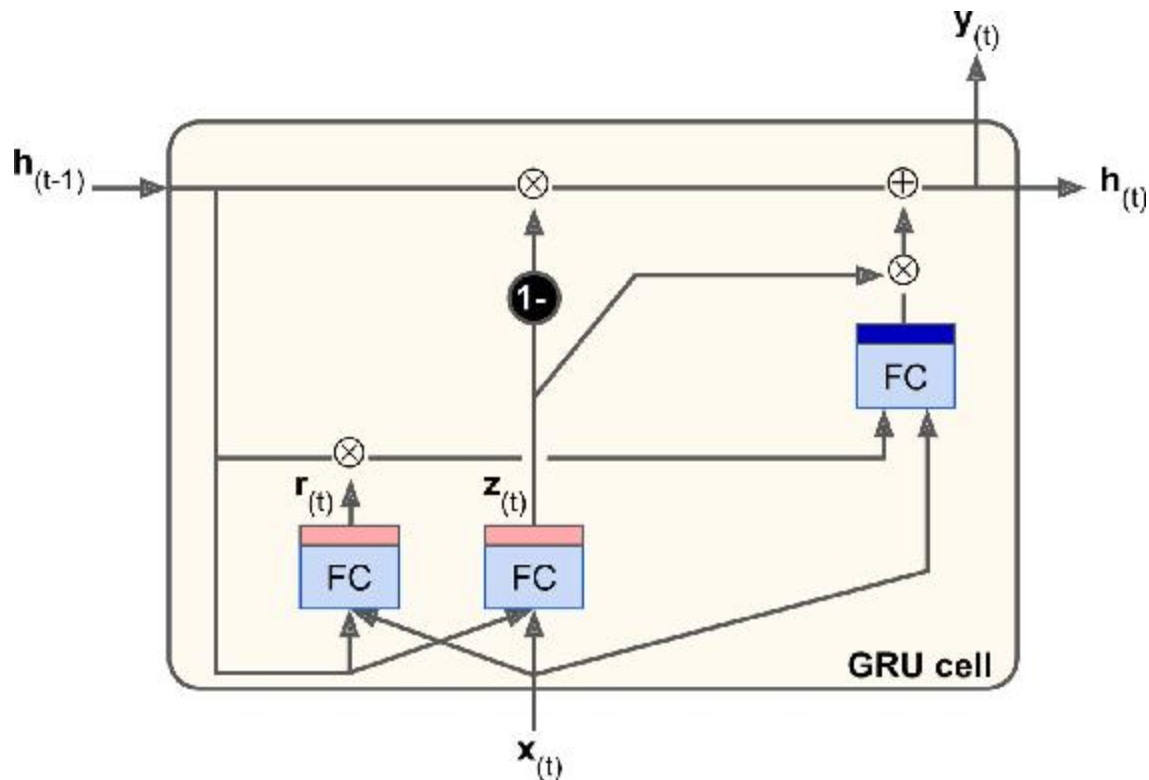 y(t)
h(t-1)
h(t)
1-
FC
r(t)
z(t)
FC
FC
GRU cell
x(t)